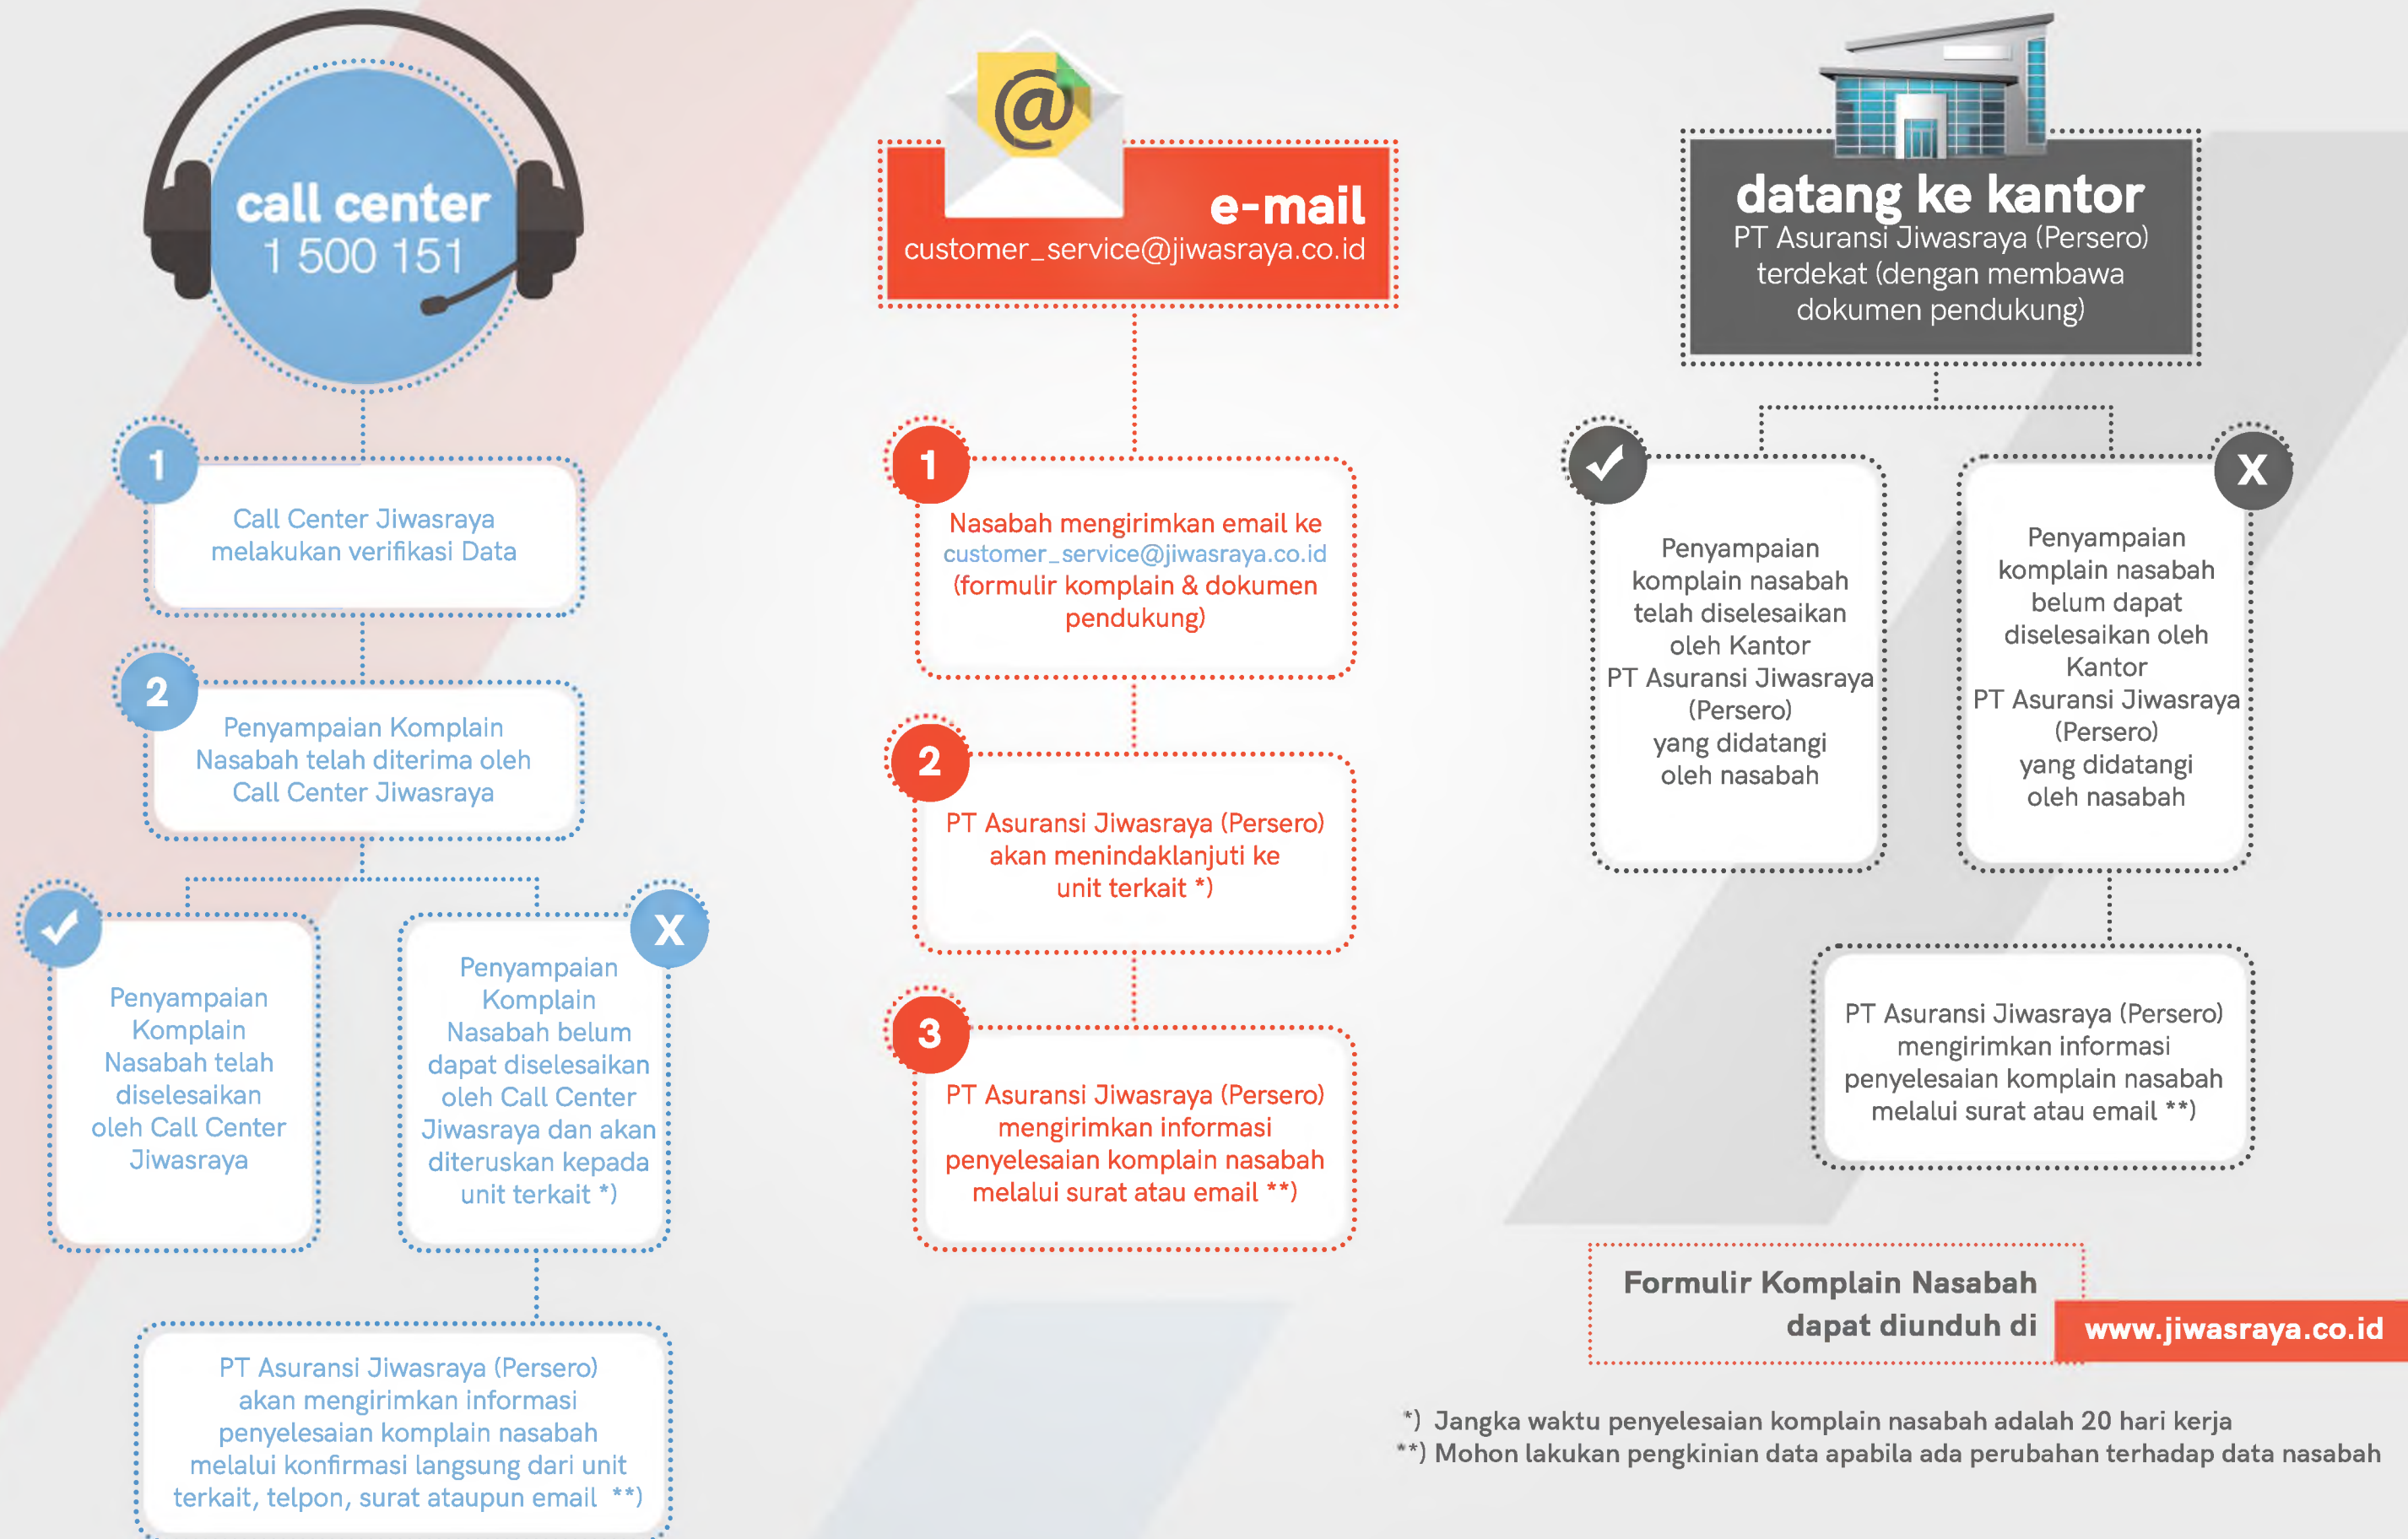 call center
1 500 151
1
Call Center Jiwasraya
melakukan verifikasi Data
2
Penyampaian Komplain
Nasabah telah diterima oleh
Call Center Jiwasraya
Penyampaian
Komplain
Nasabah telah
diselesaikan
oleh Call Center
Jiwasraya
X
Penyampaian
Komplain
Nasabah belum
dapat diselesaikan
oleh Call Center
Jiwasraya dan akan
diteruskan kepada
unit terkait *)
PT Asuransi Jiwasraya (Persero)
akan mengirimkan informasi
penyelesaian komplain nasabah
melalui konfirmasi langsung dari unit
terkait, telpon, surat ataupun email **)
@
e-mail
customer_service@jiwasraya.co.id
1
Nasabah mengirimkan email ke
customer_service@jiwasraya.co.id
(formulir komplain & dokumen
pendukung)
2
PT Asuransi Jiwasraya (Persero)
akan menindaklanjuti ke
unit terkait *)
3
PT Asuransi Jiwasraya (Persero)
mengirimkan informasi
penyelesaian komplain nasabah
melalui surat atau email **)
datang ke kantor
PT Asuransi Jiwasraya (Persero)
terdekat (dengan membawa
dokumen pendukung)
Penyampaian
komplain nasabah
telah diselesaikan
oleh Kantor
PT Asuransi Jiwasraya
(Persero)
yang didatangi
oleh nasabah
X
Penyampaian
komplain nasabah
belum dapat
diselesaikan oleh
Kantor
PT Asuransi Jiwasraya
(Persero)
yang didatangi
oleh nasabah
PT Asuransi Jiwasraya (Persero)
mengirimkan informasi
penyelesaian komplain nasabah
melalui surat atau email **)
Formulir Komplain Nasabah
dapat diunduh di www.jiwasraya.co.id
*) Jangka waktu penyelesaian komplain nasabah adalah 20 hari kerja
**) Mohon lakukan pengkinian data apabila ada perubahan terhadap data nasabah